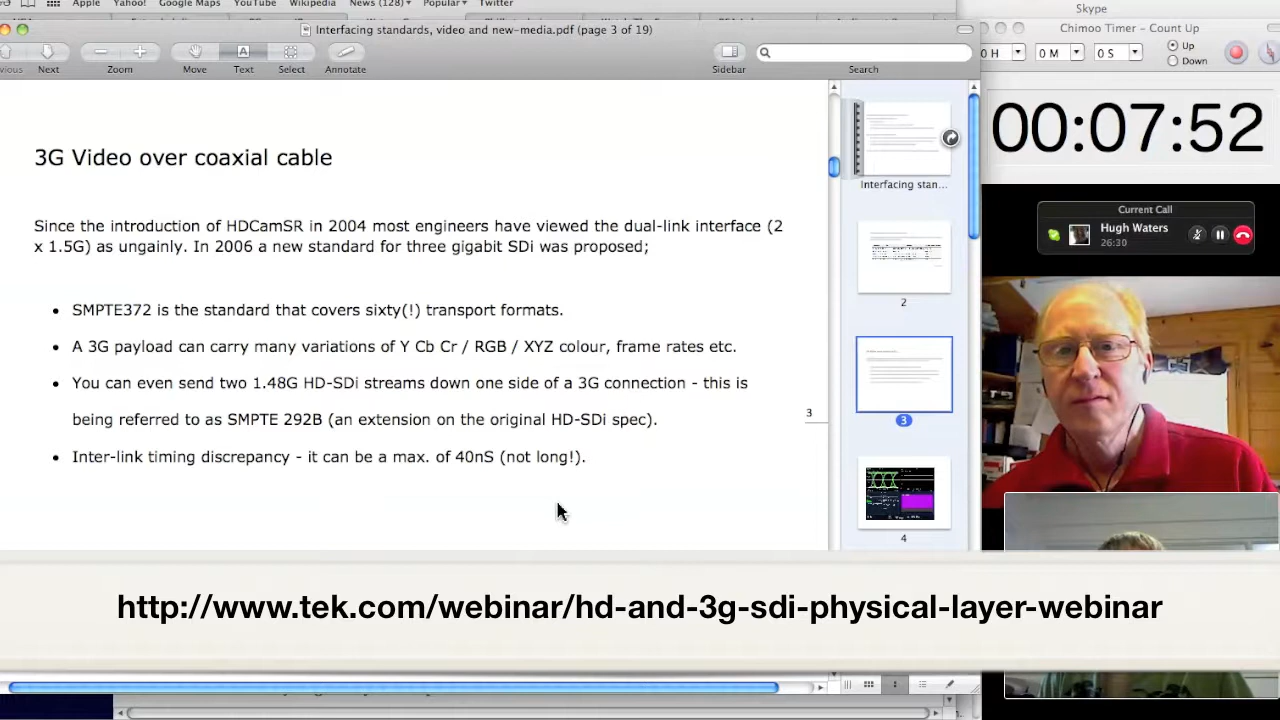 Apple Yahoo! Google Maps YouTube Wikipedia News (128) Popular Twitter
Skype
Interfacing standards, video and new-media.pdf (page 3 of 19)
Chimoo Timer – Count Up
0 H 0 M 0 S Up
Down
Next Zoom Move Text Select Annotate Sidebar Search
00:07:52
3G Video over coaxial cable
Interfacing stan...
Current Call
Hugh Waters
26:30
Since the introduction of HDCamSR in 2004 most engineers have viewed the dual-link interface (2
x 1.5G) as ungainly. In 2006 a new standard for three gigabit SDi was proposed;
2
SMPTE372 is the standard that covers sixty(!) transport formats.
A 3G payload can carry many variations of Y Cb Cr / RGB / XYZ colour, frame rates etc.
You can even send two 1.48G HD-SDi streams down one side of a 3G connection - this is
being referred to as SMPTE 292B (an extension on the original HD-SDi spec).
3
3
Inter-link timing discrepancy - it can be a max. of 40nS (not long!).
4
http://www.tek.com/webinar/hd-and-3g-sdi-physical-layer-webinar